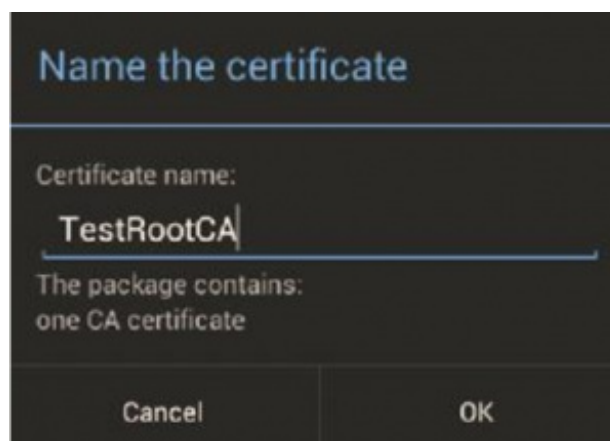 Name the certificate
Certificate name:
TestRootCA
The package contains:
one CA certificate
Cancel
OK